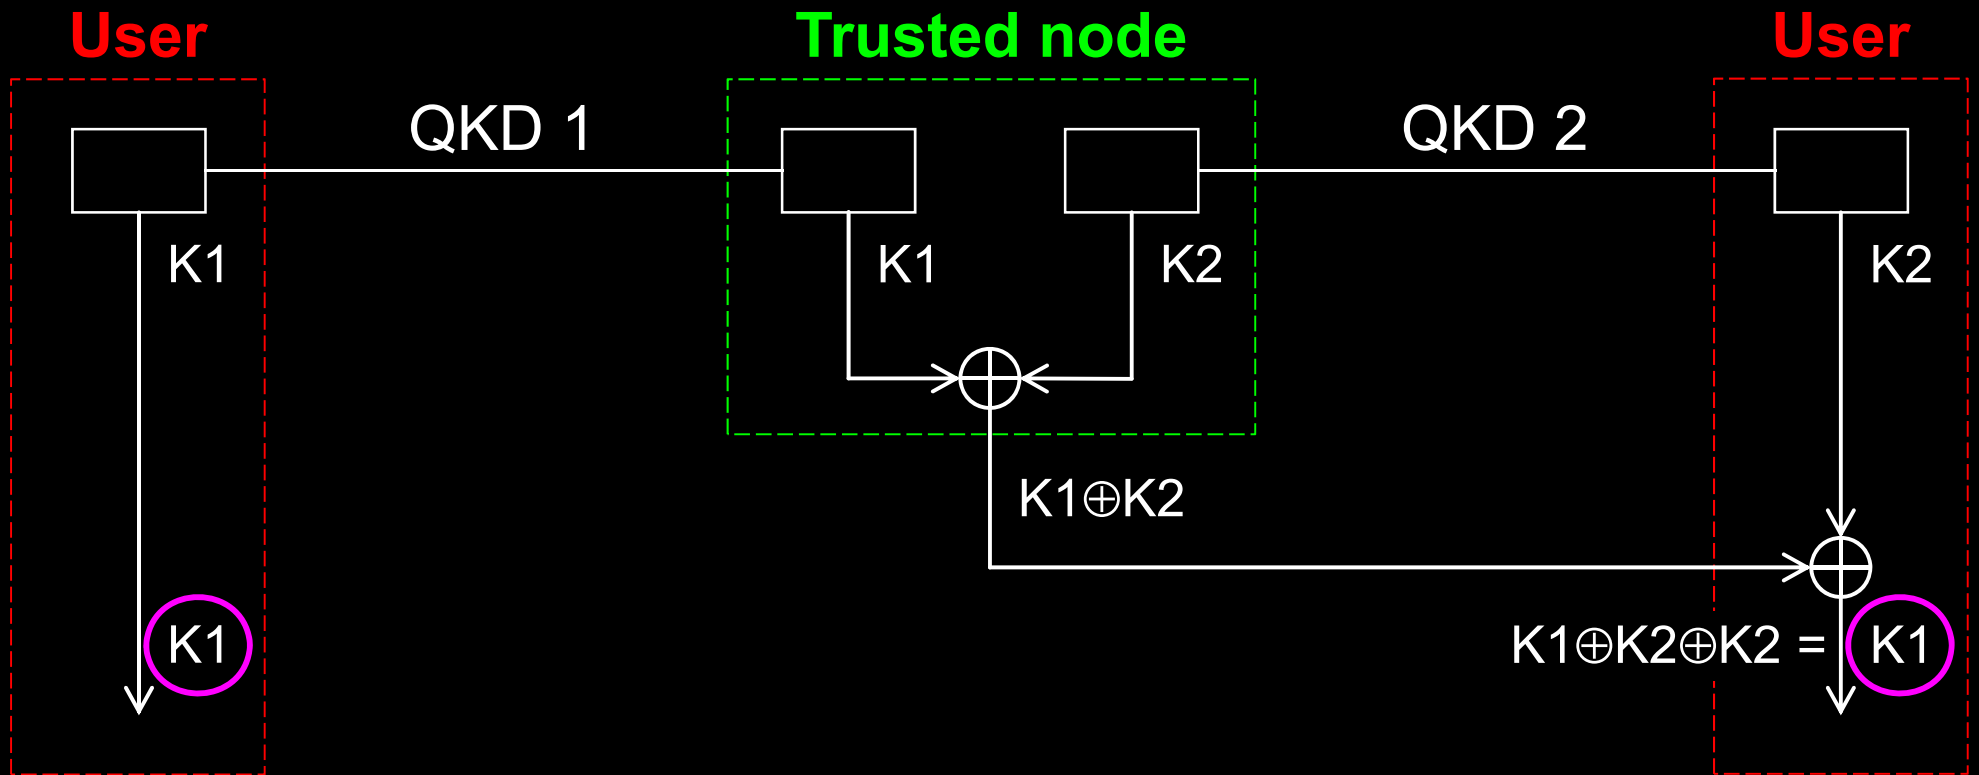 User
Trusted node
User
QKD 1
QKD 2
K1
K1
K2
K2
K1⊕K2
K1
K1⊕K2⊕K2 = K1